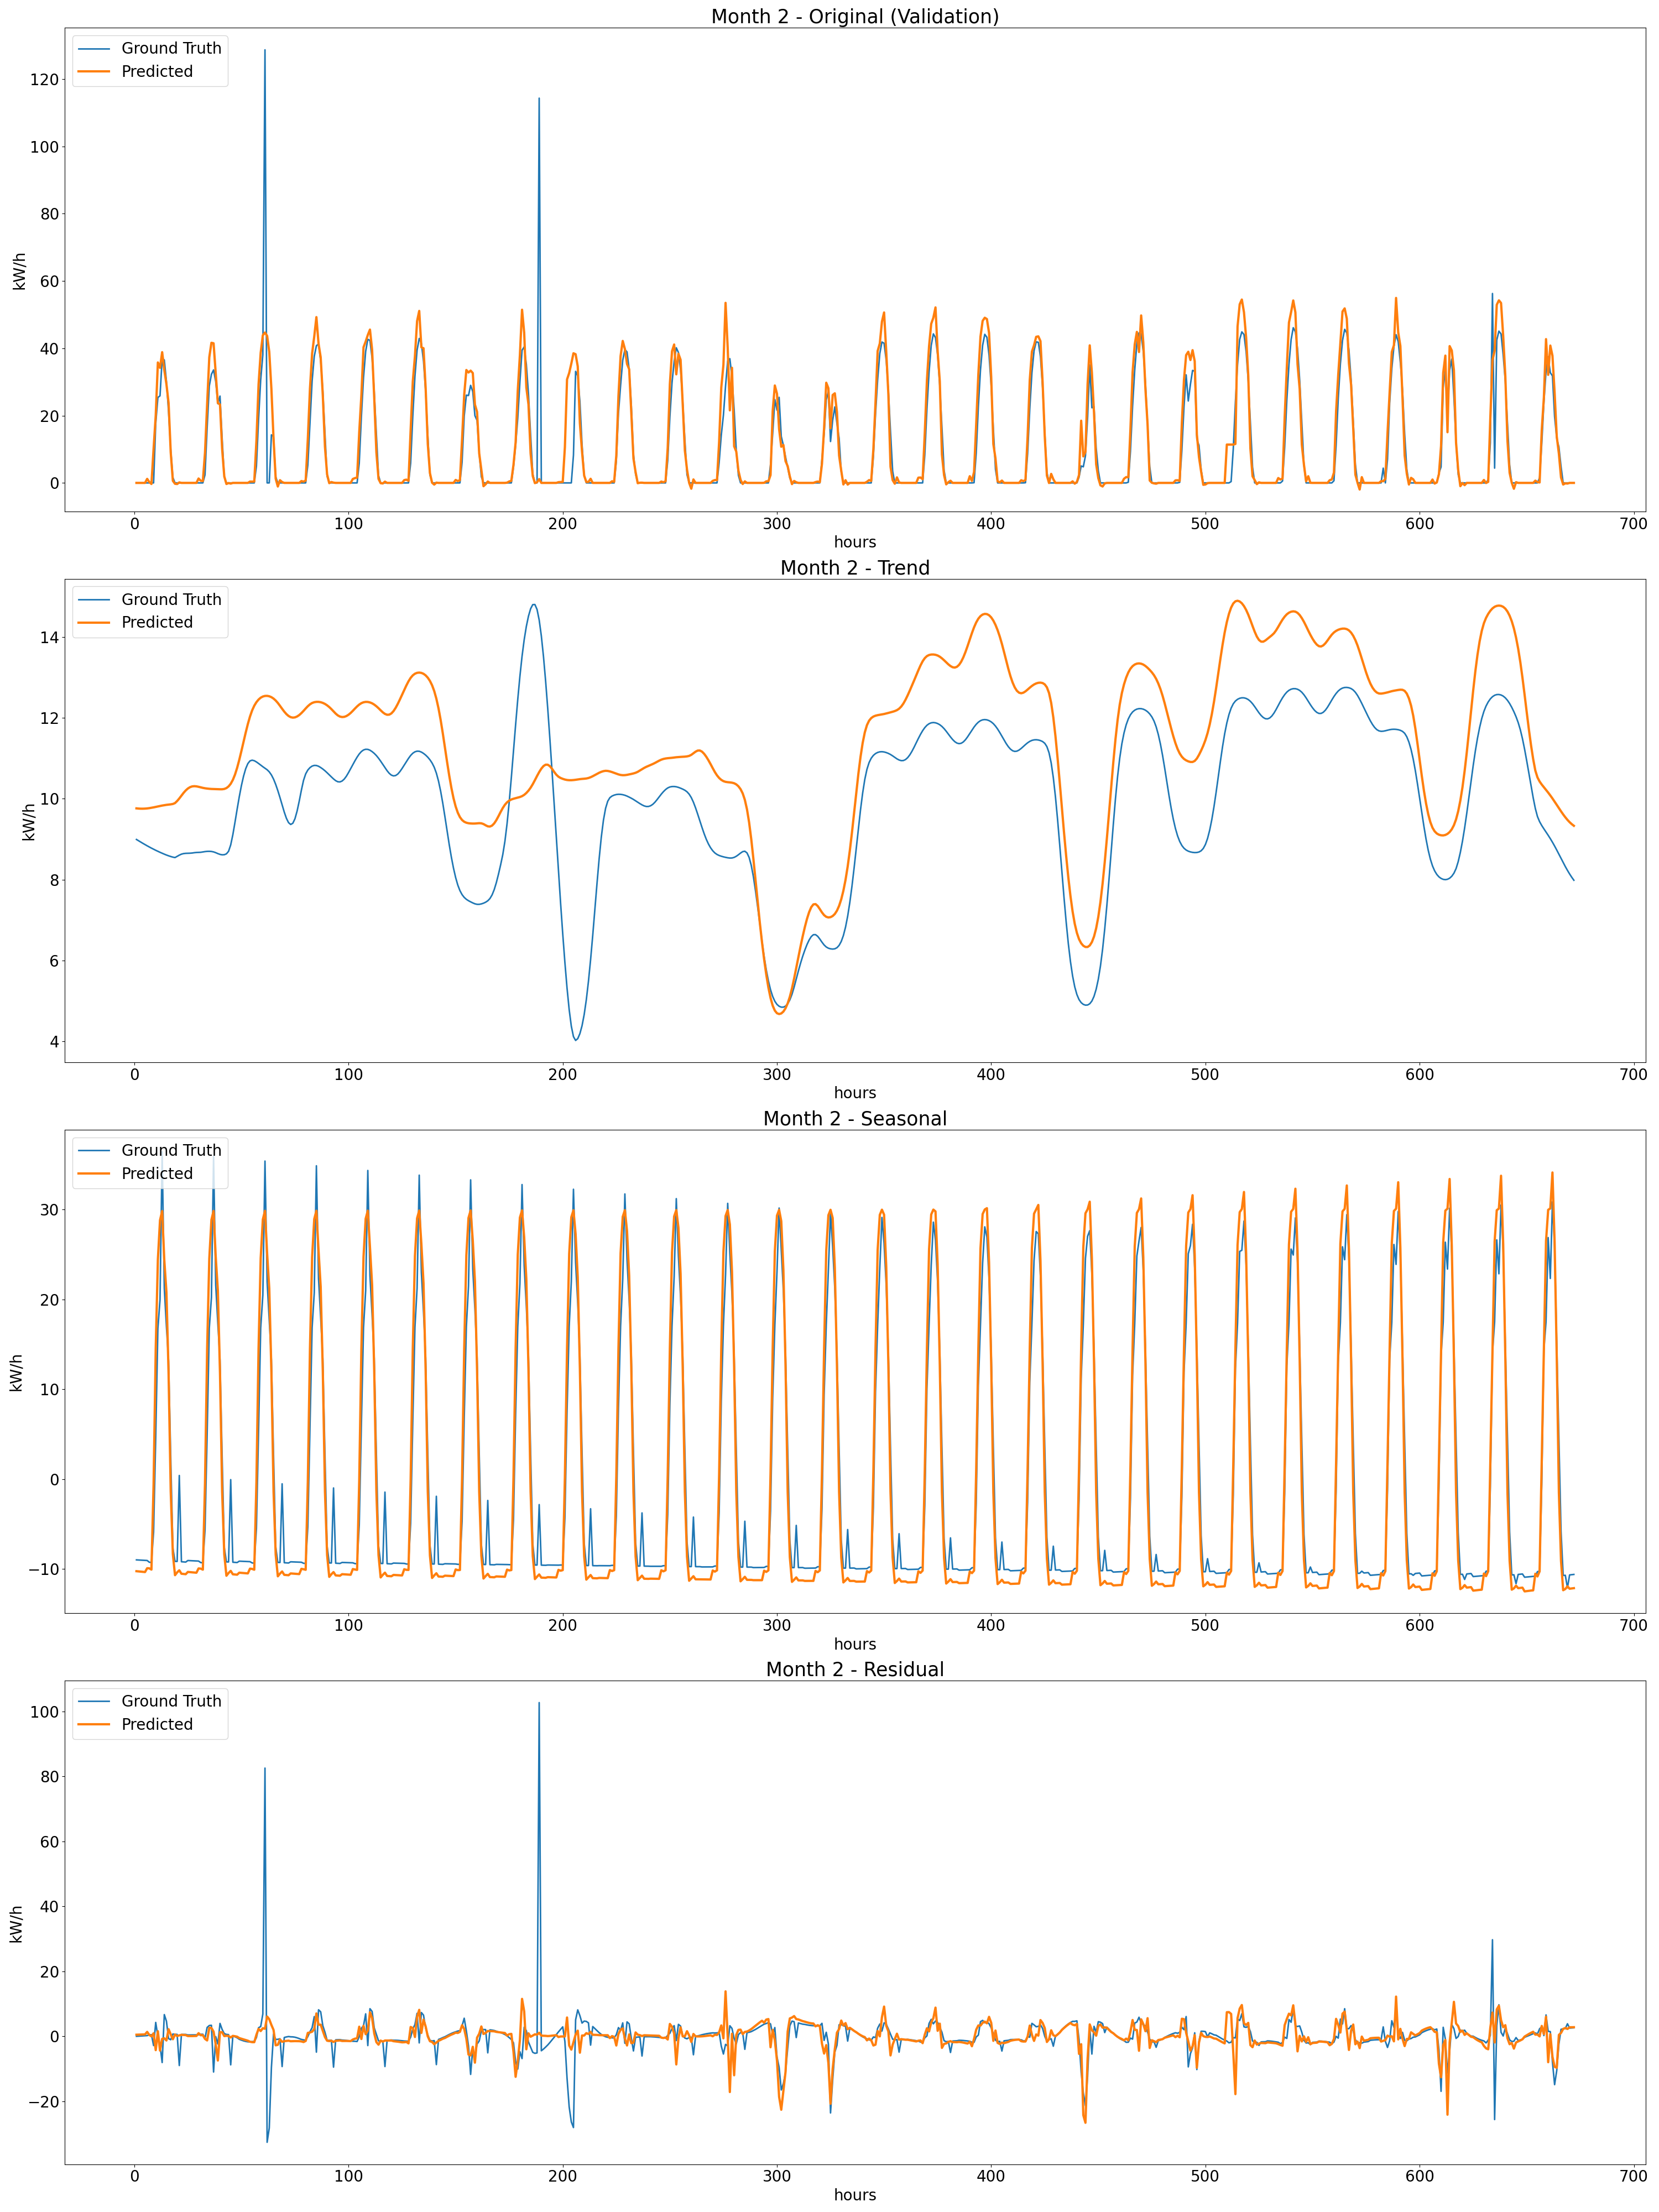 Month 2 - Original (Validation)
Ground Truth
Predicted
kW/h
120
100
80
60
40
20
0
0 100 200 300 400 500 600 700
hours
Month 2 - Trend
Ground Truth
Predicted
kW/h
14
12
10
8
6
4
0 100 200 300 400 500 600 700
hours
Month 2 - Seasonal
Ground Truth
Predicted
kW/h
30
20
10
0
−10
0 100 200 300 400 500 600 700
hours
Month 2 - Residual
Ground Truth
Predicted
kW/h
100
80
60
40
20
0
−20
0 100 200 300 400 500 600 700
hours